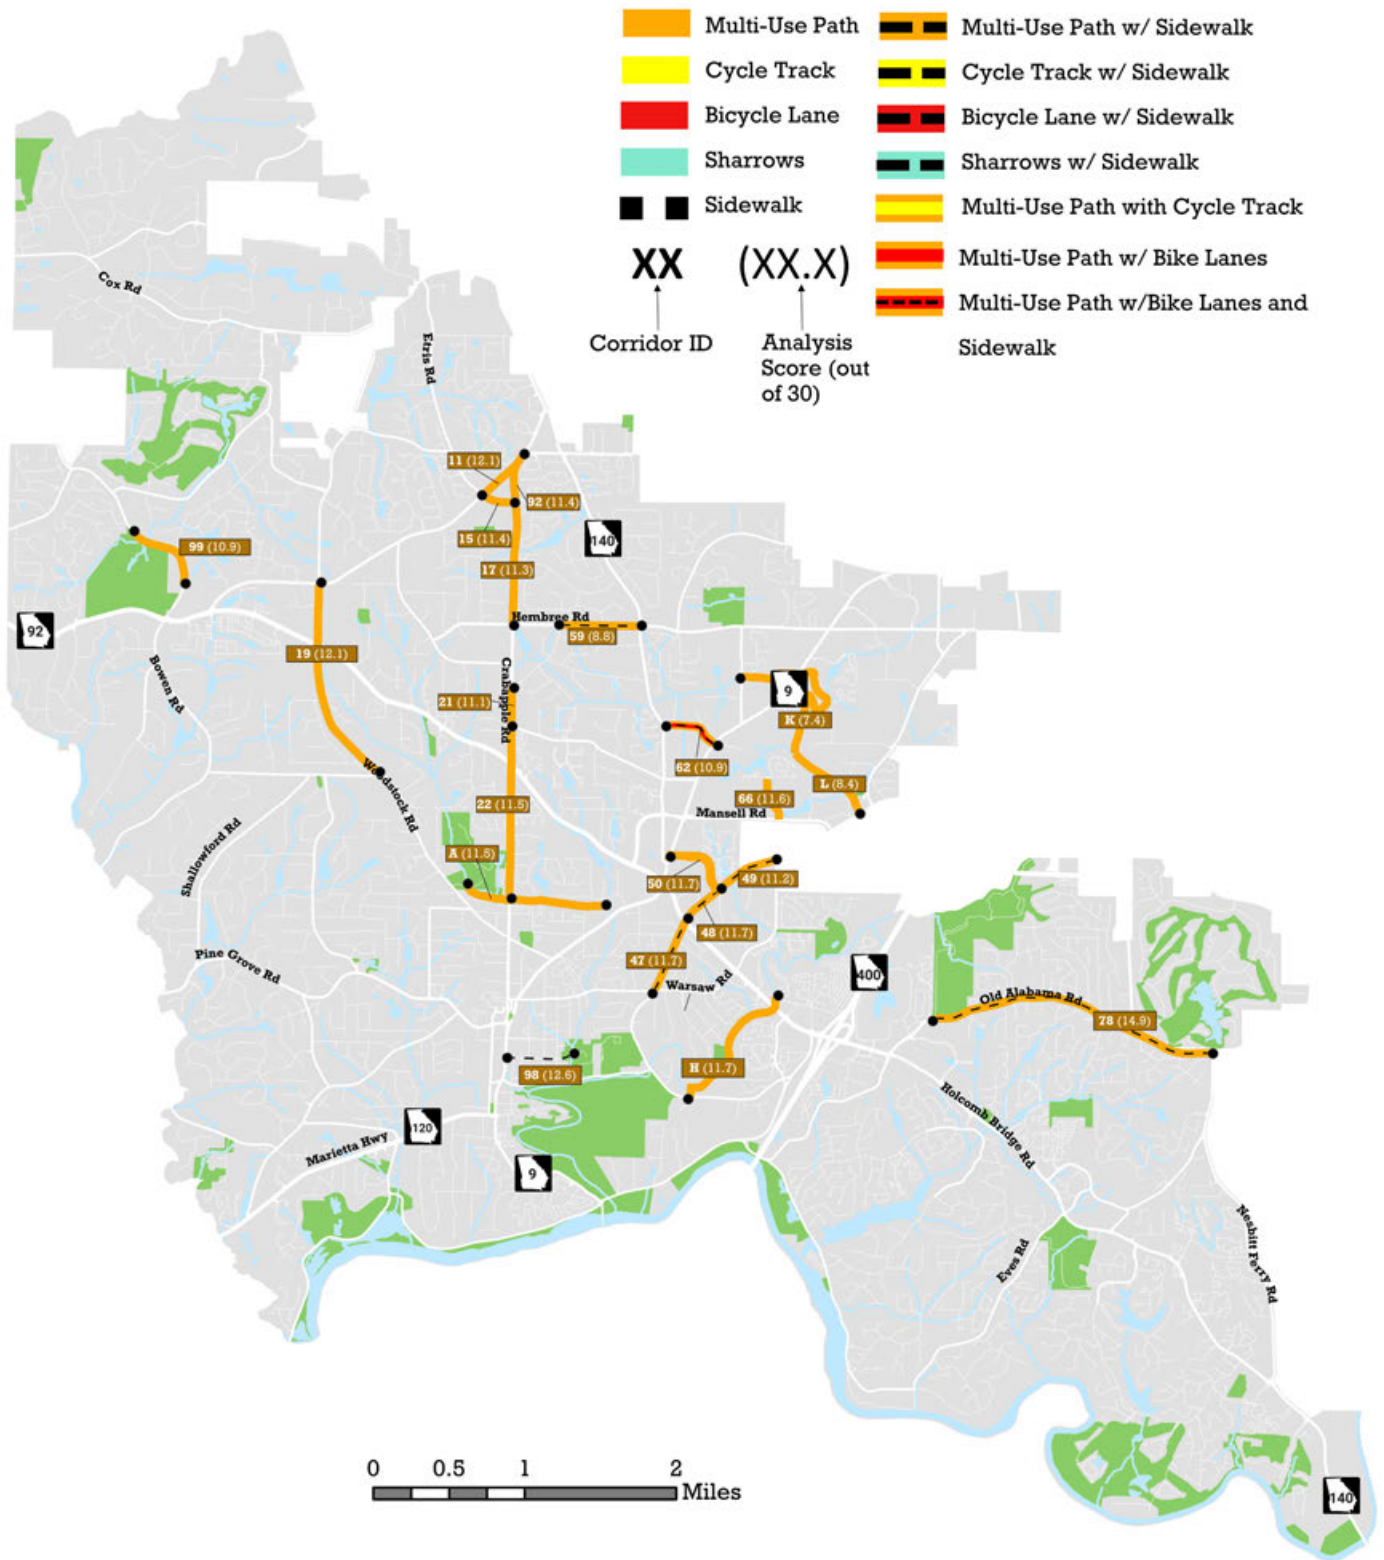 Multi-Use Path
Cycle Track
Bicycle Lane
Sharrows
Sidewalk
Multi-Use Path w/ Sidewalk
Cycle Track w/ Sidewalk
Bicycle Lane w/ Sidewalk
Sharrows w/ Sidewalk
Multi-Use Path with Cycle Track
Multi-Use Path w/ Bike Lanes
Multi-Use Path w/Bike Lanes and
Sidewalk
XX
(XX.X)
Corridor ID
Analysis
Score (out
of 30)
Cox Rd
Etris Rd
11 (12.1)
92 (11.4)
15 (11.4)
140
99 (10.9)
17 (11.3)
92
Hembree Rd
59 (8.8)
19 (12.1)
Bowen Rd
Crabapple Rd
21 (11.1)
9
K (7.4)
62 (10.9)
Woodstock Rd
L (8.4)
22 (11.5)
66 (11.6)
Mansell Rd
Shallowford Rd
A (11.8)
50 (11.7)
49 (11.2)
48 (11.7)
47 (11.7)
Pine Grove Rd
Warsaw Rd
400
Old Alabama Rd
78 (14.9)
98 (12.6)
H (11.7)
Holcomb Bridge Rd
120
Marietta Hwy
9
Eves Rd
Nesbitt Ferry Rd
0 0.5 1 2
Miles
140